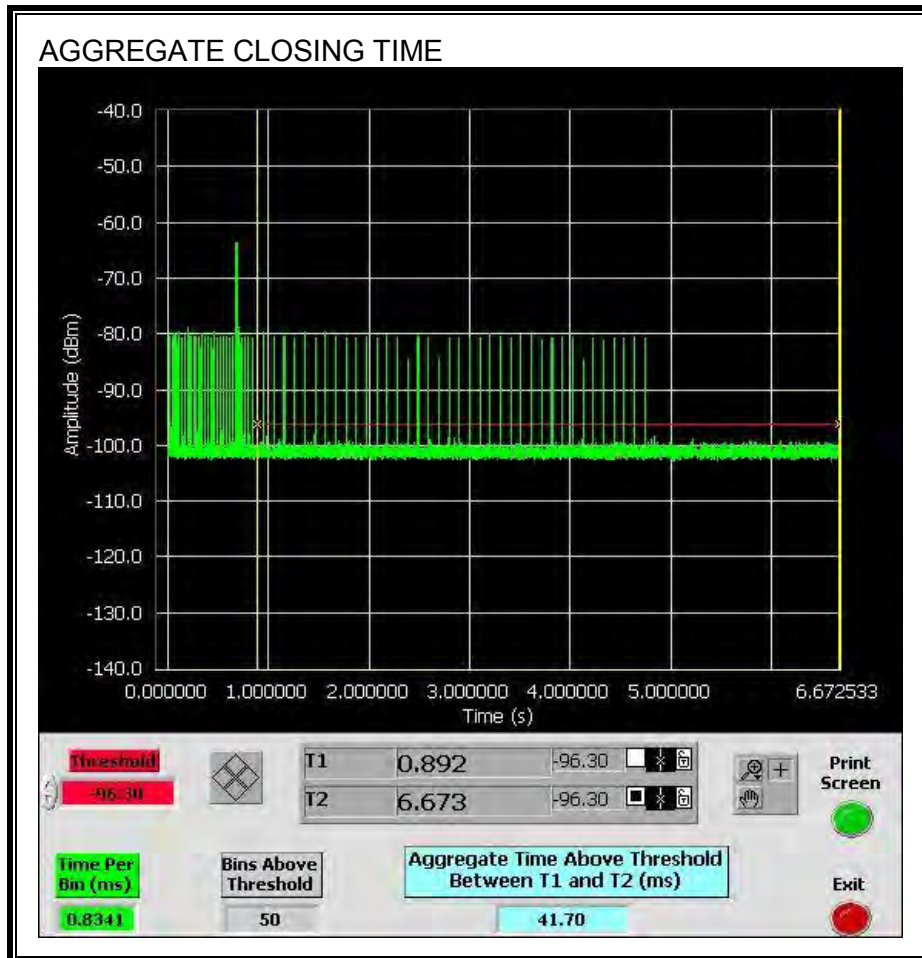 AGGREGATE CLOSING TIME
-40.0
-50.0
-60.0
-70.0
-80.0
-90.0
-100.0
-110.0
-120.0
-130.0
-140.0
Amplitude (dBm)
0.000000 1.000000 2.000000 3.000000 4.000000 5.000000 6.672533
Time (s)
Threshold
-96.30
T1 0.892 -96.30
T2 6.673 -96.30
Print
Screen
Time Per
Bin (ms)
0.8341
Bins Above
Threshold
50
Aggregate Time Above Threshold
Between T1 and T2 (ms)
41.70
Exit